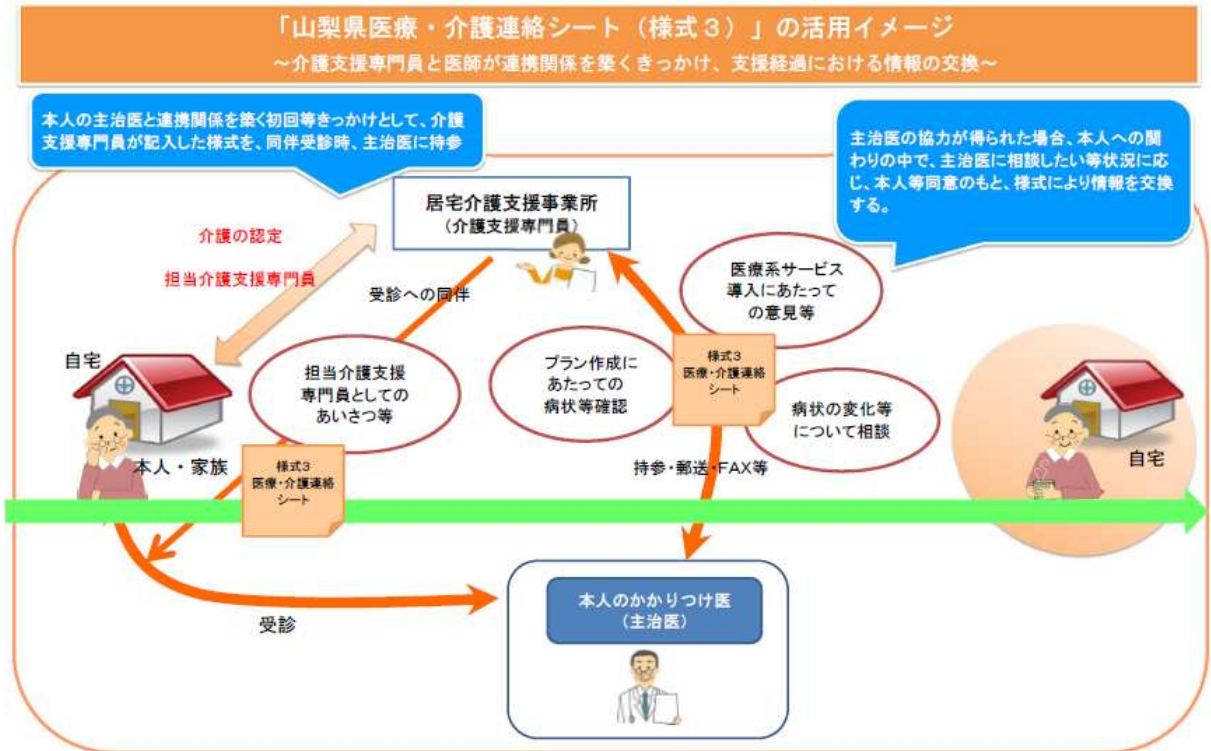 「山梨県医療・介護連絡シート（様式３）」の活用イメージ
～介護支援専門員と医師が連携関係を築くきっかけ、支援経過における情報の交換～
本人の主治医と連携関係を築く初回等きっかけとして、介護
支援専門員が記入した様式を、同伴受診時、主治医に持参
主治医の協力が得られた場合、本人への関
わりの中で、主治医に相談したい等状況に応
じ、本人等同意のもと、様式により情報を交換
する。
居宅介護支援事業所
（介護支援専門員）
介護の認定
担当介護支援専門員
受診への同伴
医療系サービス
導入にあたって
の意見等
自宅
担当介護支援
専門員としての
あいさつ等
プラン作成に
あたっての
病状等確認
様式3
医療・介護連絡
シート
病状の変化等
について相談
自宅
本人・家族
様式3
医療・介護連絡
シート
持参・郵送・FAX等
本人のかかりつけ医
（主治医）
受診